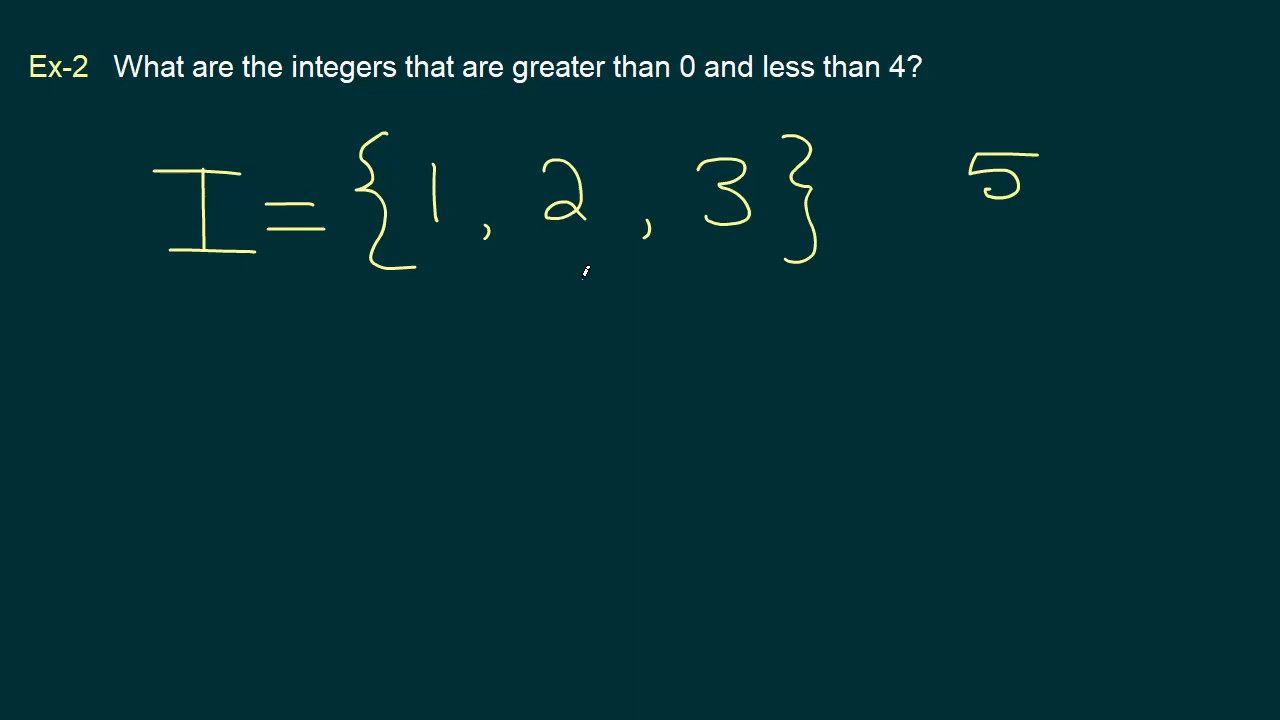 Ex-2 What are the integers that are greater than 0 and less than 4?
I = {1, 2, 3} 5